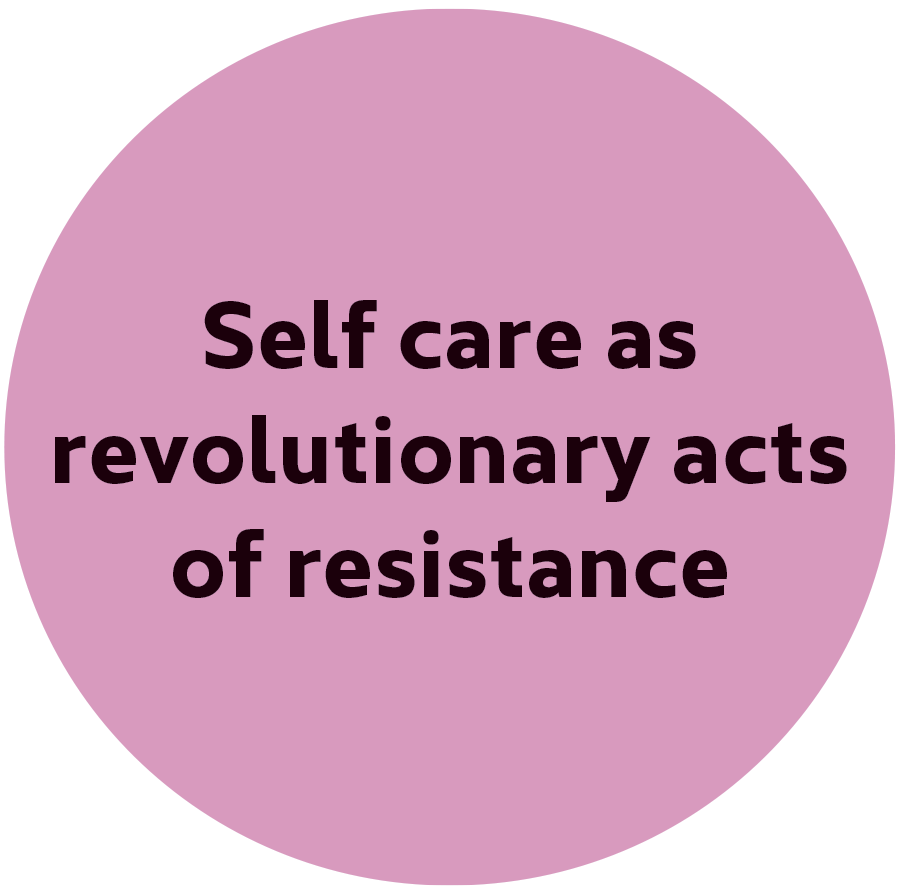 Self care as
revolutionary acts
of resistance